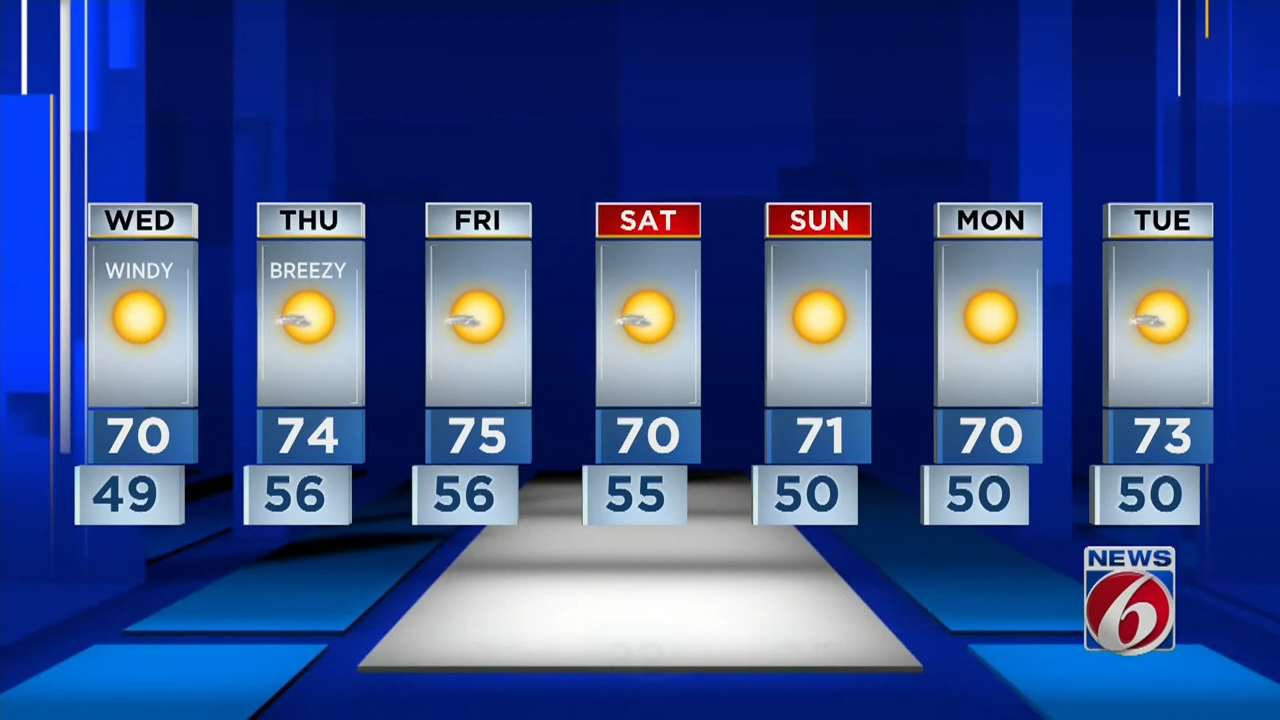 WED THU FRI SAT SUN MON TUE
WINDY BREEZY
70 74 75 70 71 70 73
49 56 56 55 50 50 50
NEWS
6